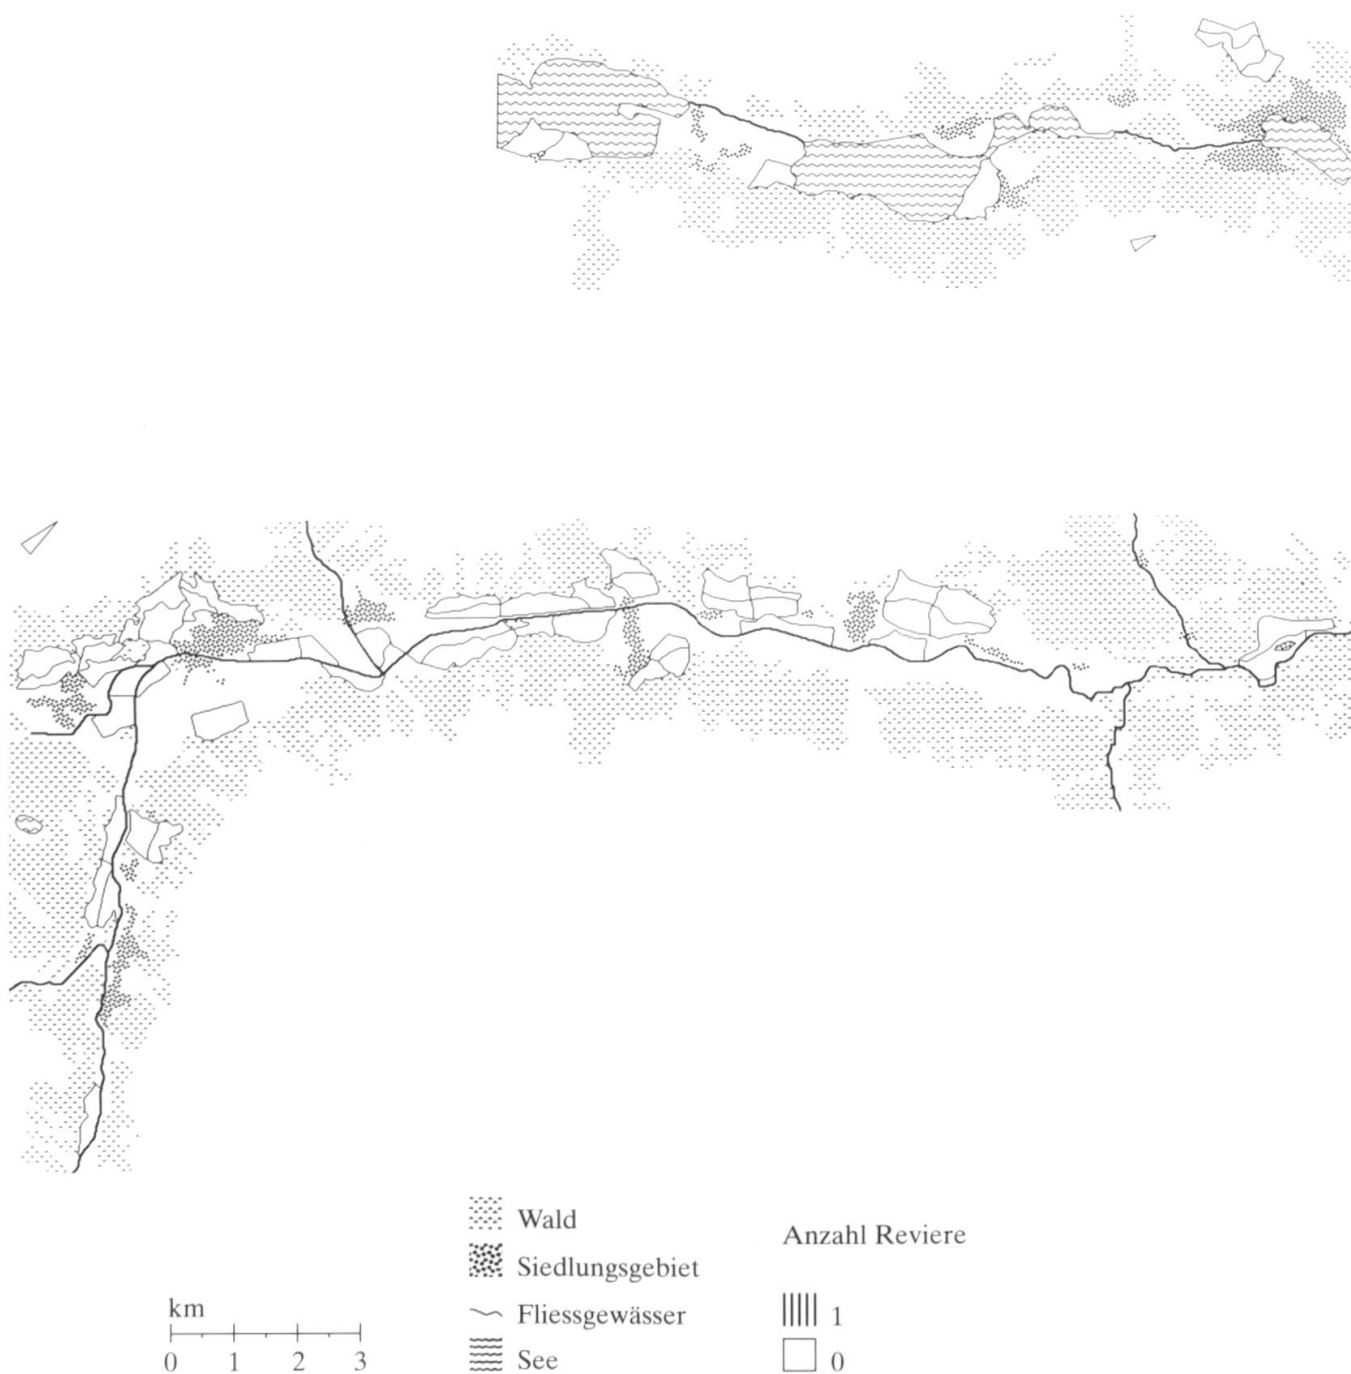 Wald
Siedlungsgebiet
Fliessgewässer
See
Anzahl Reviere
1
0
km
0 1 2 3